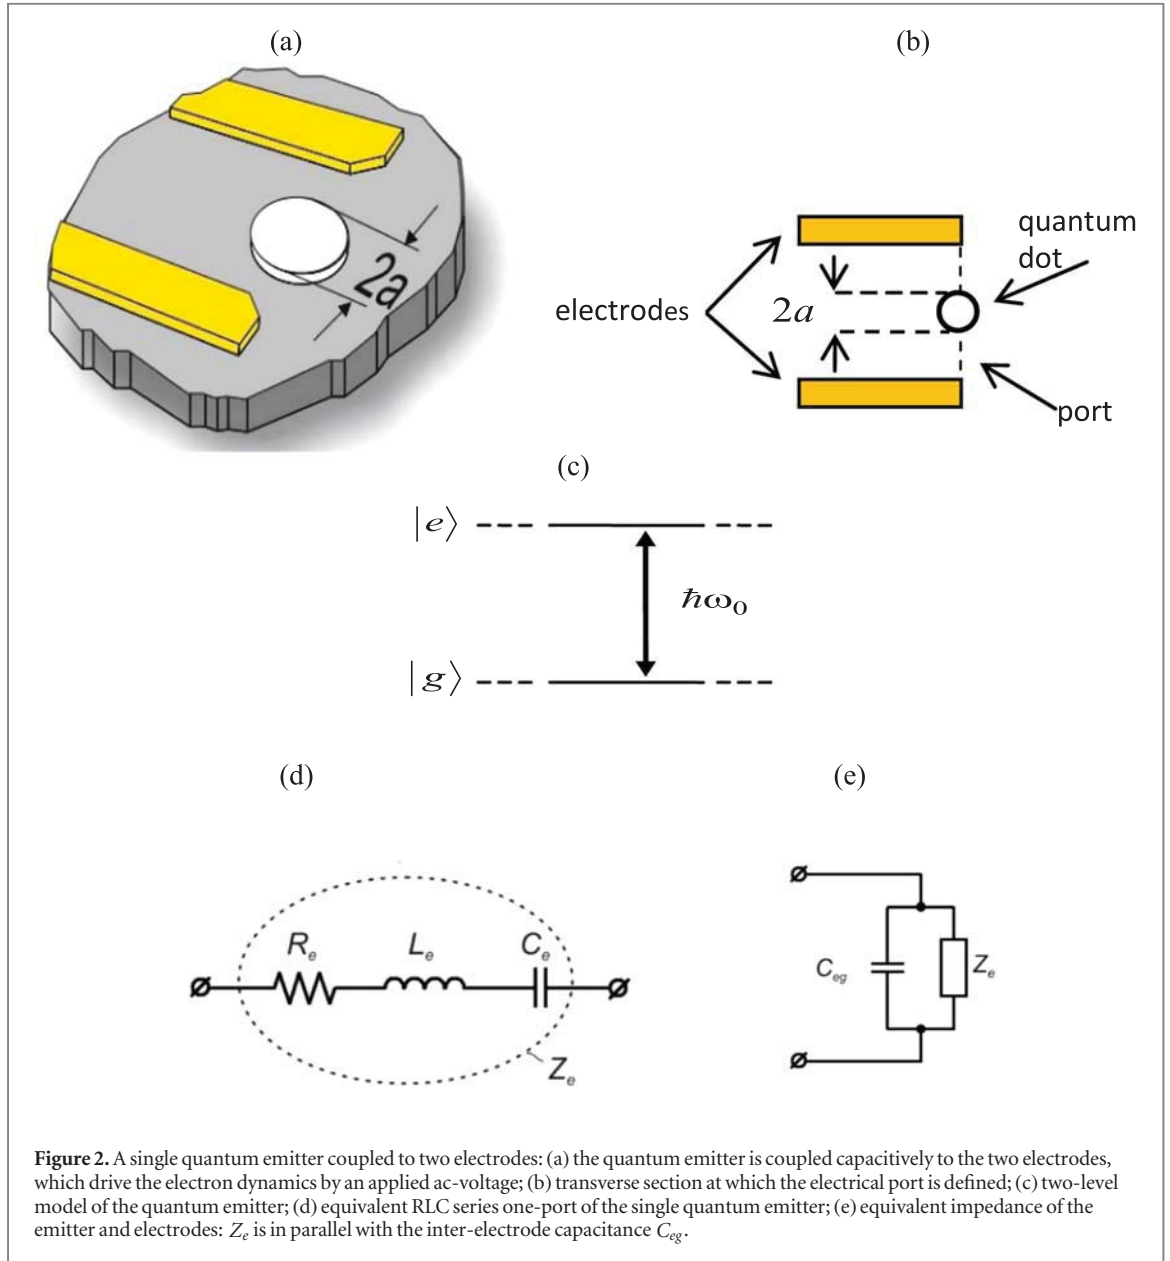 (a)
(b)
2a
electrodes
2a
quantum
dot
port
(c)
|e⟩
ħω₀
|g⟩
(d)
(e)
Rₑ
Lₑ
Cₑ
Zₑ
C_eg
Zₑ
Figure 2. A single quantum emitter coupled to two electrodes: (a) the quantum emitter is coupled capacitively to the two electrodes,
which drive the electron dynamics by an applied ac-voltage; (b) transverse section at which the electrical port is defined; (c) two-level
model of the quantum emitter; (d) equivalent RLC series one-port of the single quantum emitter; (e) equivalent impedance of the
emitter and electrodes: Zₑ is in parallel with the inter-electrode capacitance C_eg.